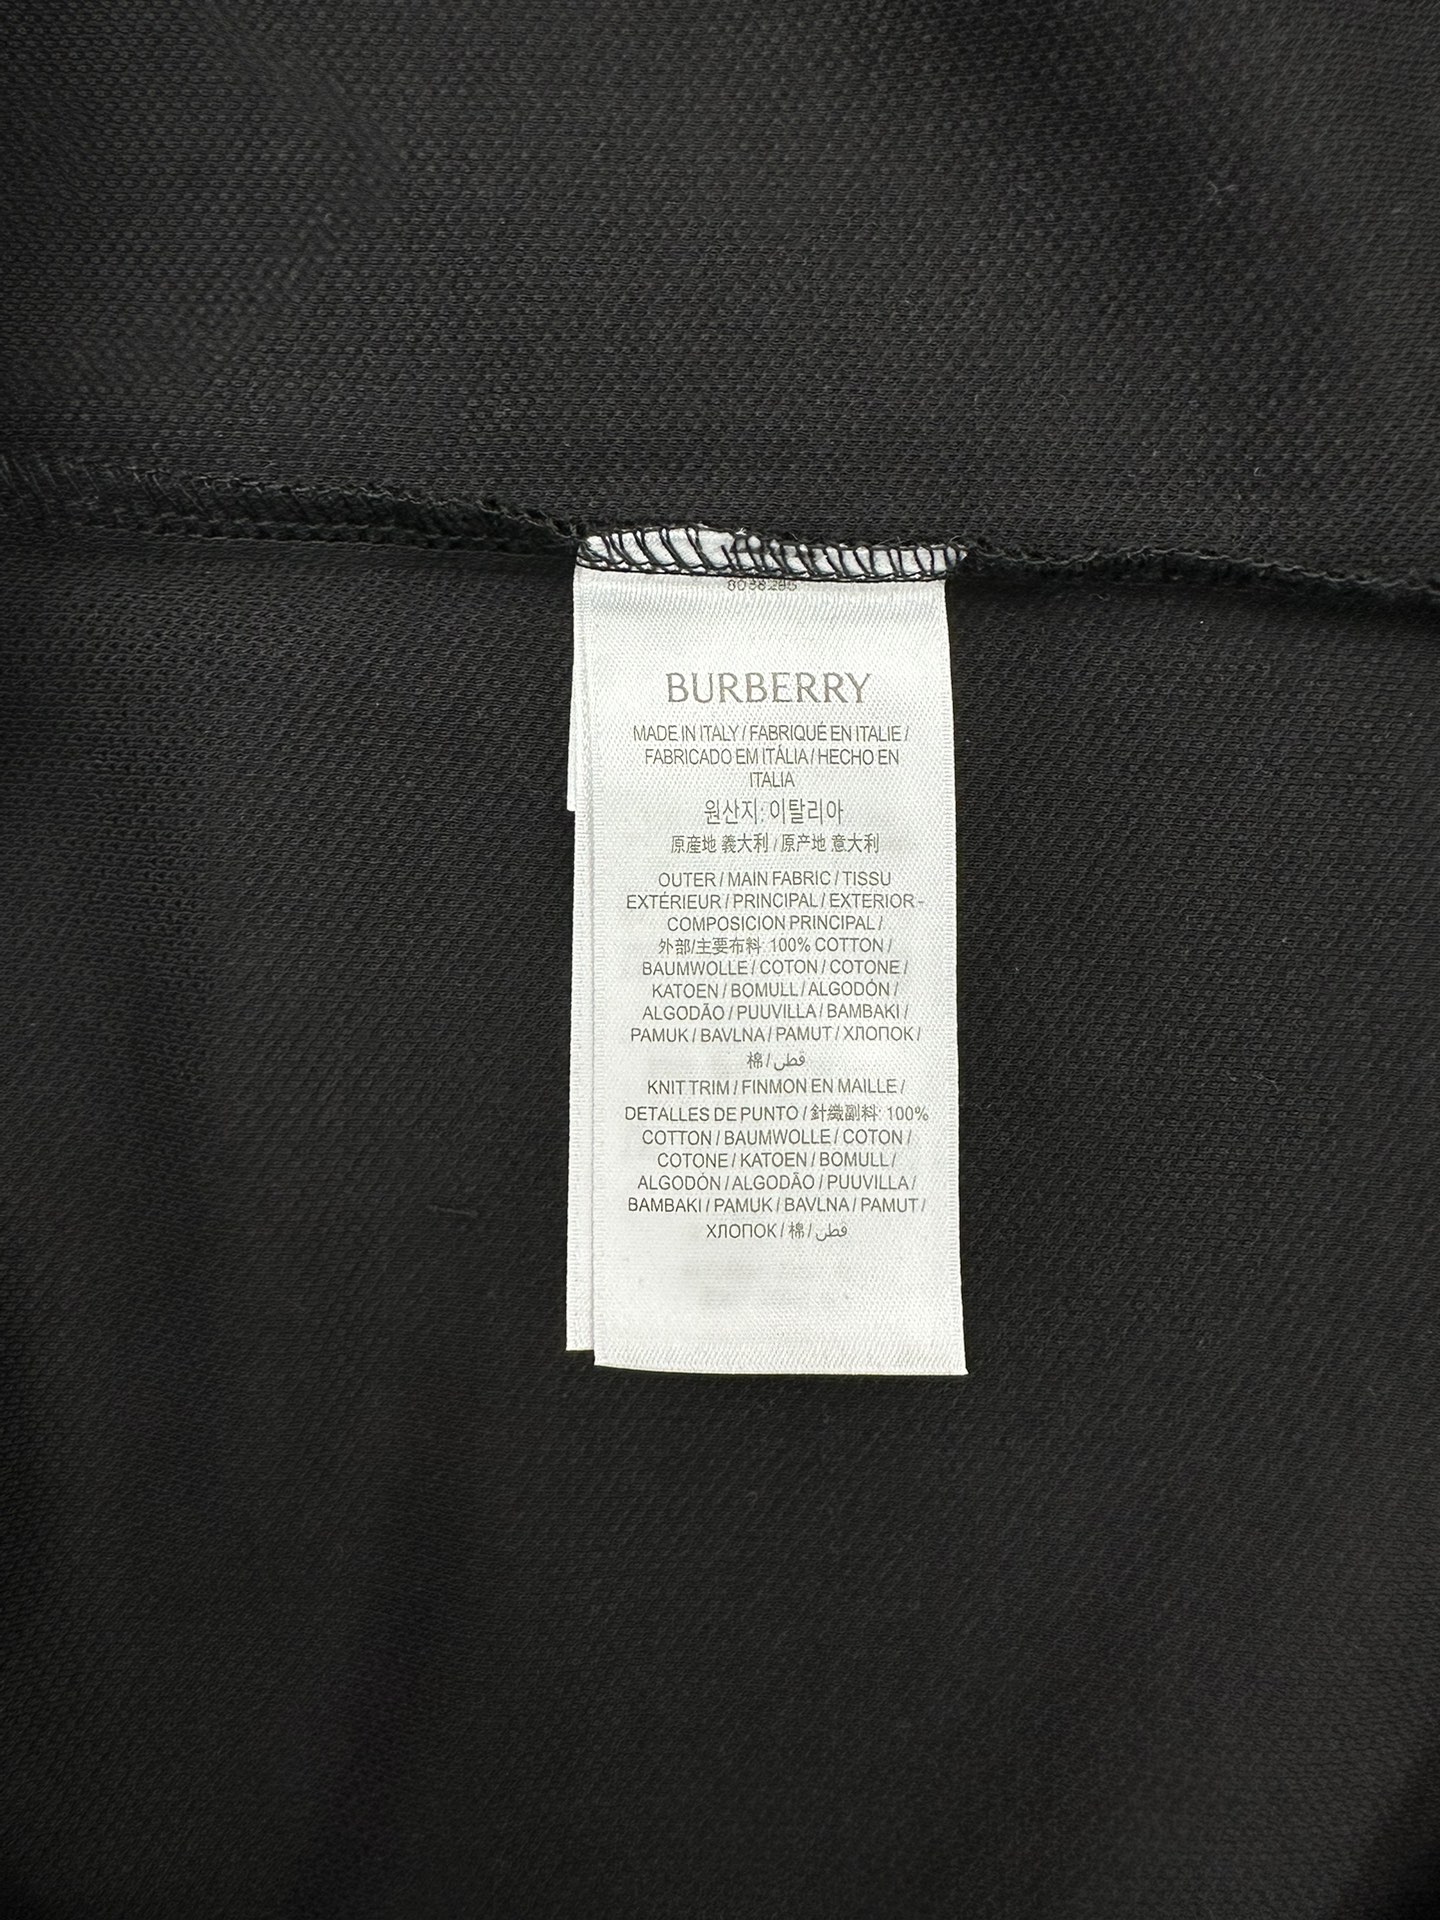 BURBERRY
MADE IN ITALY / FABRIQUÉ EN ITALIE /
FABRICADO EM ITÁLIA / HECHO EN
ITALIA
원산지: 이탈리아
原産地 義大利 / 原产地 意大利
OUTER / MAIN FABRIC / TISSU
EXTÉRIEUR / PRINCIPAL / EXTERIOR -
COMPOSICION PRINCIPAL /
外部/主要布料: 100% COTTON /
BAUMWOLLE / COTON / COTONE /
KATOEN / BOMULL / ALGODÓN /
ALGODÃO / PUUVILLA / BAMBAKI /
PAMUK / BAVLNA / PAMUT / ХЛОПОК /
棉 / قطن
KNIT TRIM / FINMON EN MAILLE /
DETALLES DE PUNTO / 針織副料: 100%
COTTON / BAUMWOLLE / COTON /
COTONE / KATOEN / BOMULL /
ALGODÓN / ALGODÃO / PUUVILLA /
BAMBAKI / PAMUK / BAVLNA / PAMUT /
ХЛОПОК / 棉 / قطن